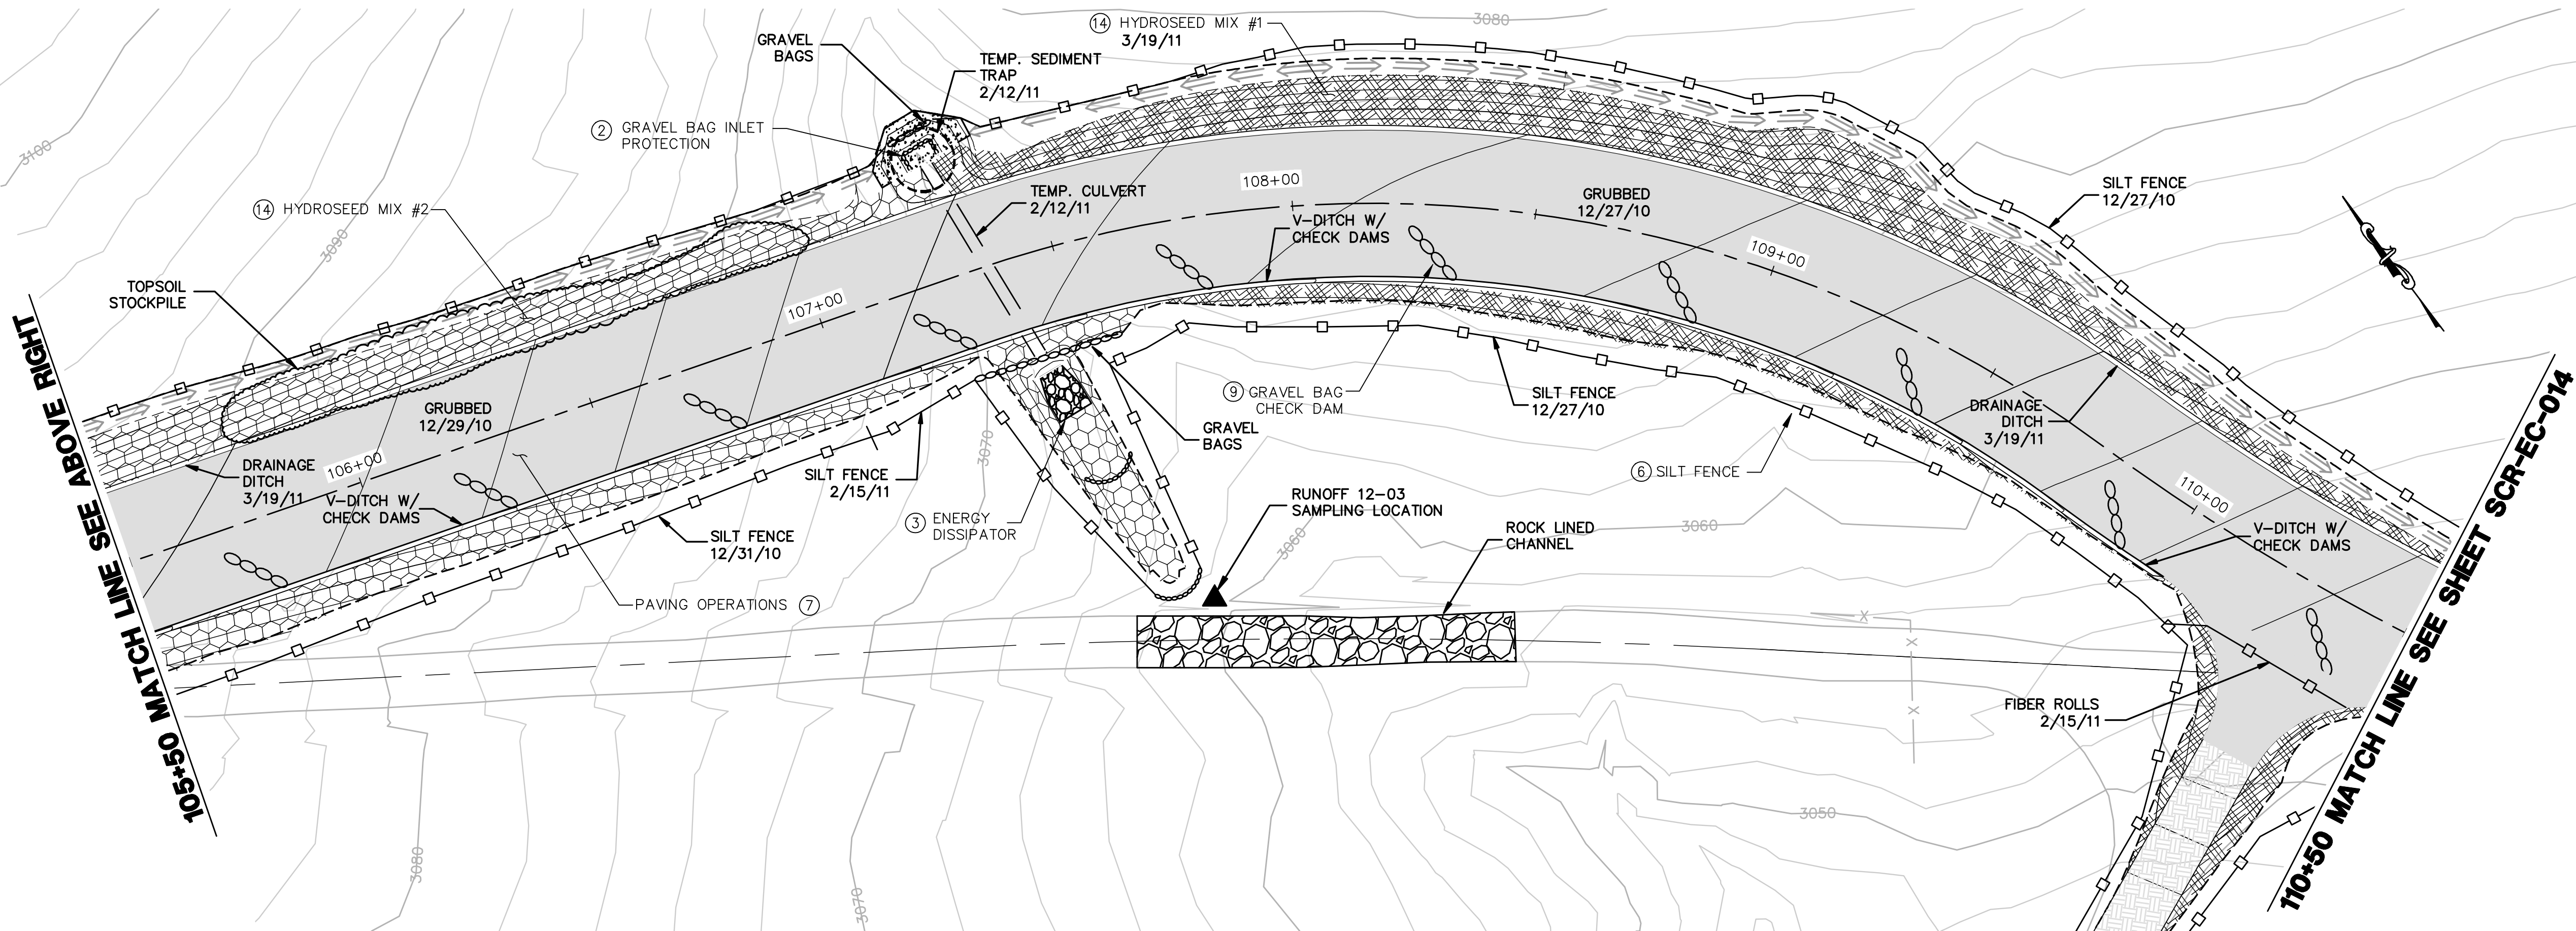 3080
14 HYDROSEED MIX #1
3/19/11
GRAVEL
BAGS
TEMP. SEDIMENT
TRAP
2/12/11
2 GRAVEL BAG INLET
PROTECTION
3100
14 HYDROSEED MIX #2
3090
TEMP. CULVERT
2/12/11
108+00
V-DITCH W/
CHECK DAMS
GRUBBED
12/27/10
SILT FENCE
12/27/10
109+00
TOPSOIL
STOCKPILE
107+00
105+50 MATCH LINE SEE ABOVE RIGHT
GRUBBED
12/29/10
106+00
DRAINAGE
DITCH
3/19/11
V-DITCH W/
CHECK DAMS
SILT FENCE
2/15/11
3070
GRAVEL
BAGS
9 GRAVEL BAG
CHECK DAM
SILT FENCE
12/27/10
6 SILT FENCE
DRAINAGE
DITCH
3/19/11
110+00
3 ENERGY
DISSIPATOR
SILT FENCE
12/31/10
RUNOFF 12-03
SAMPLING LOCATION
3060
ROCK LINED
CHANNEL
3060
V-DITCH W/
CHECK DAMS
PAVING OPERATIONS 7
X
X
X
FIBER ROLLS
2/15/11
3050
3080
3070
110+50 MATCH LINE SEE SHEET SCR-EC-014